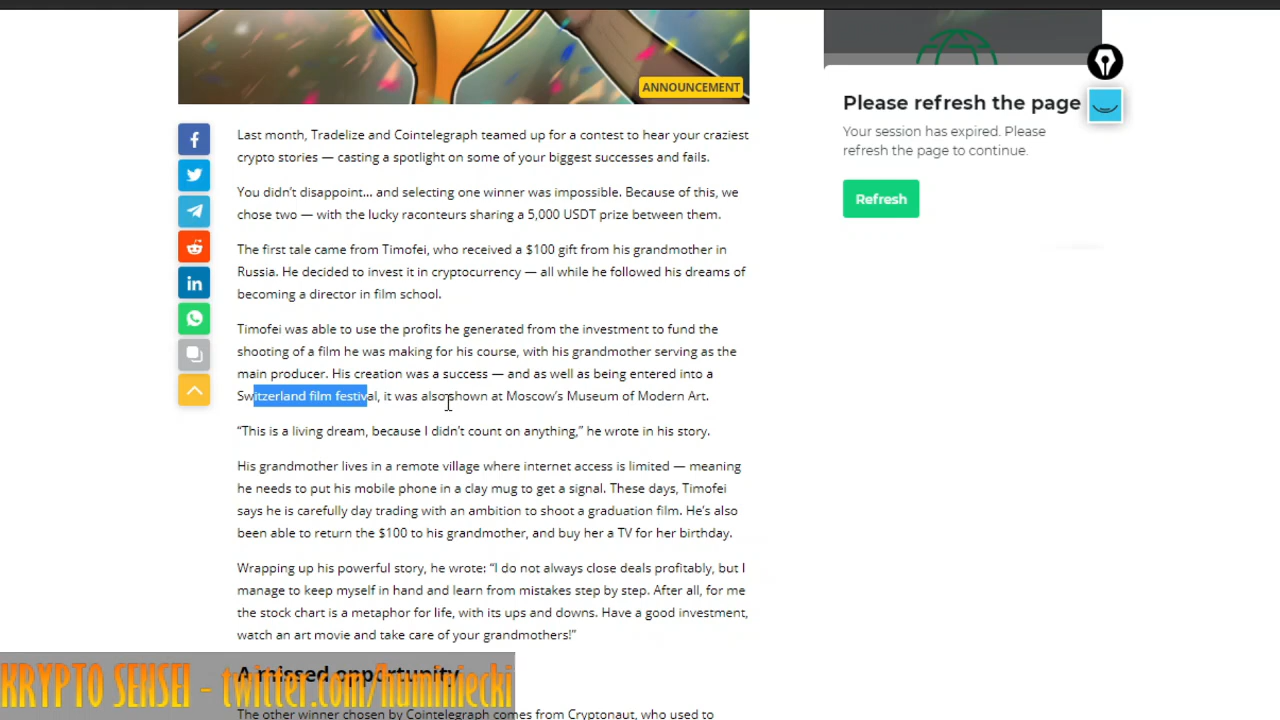 ANNOUNCEMENT
Last month, Tradelize and Cointelegraph teamed up for a contest to hear your craziest
crypto stories — casting a spotlight on some of your biggest successes and fails.
You didn’t disappoint… and selecting one winner was impossible. Because of this, we
chose two — with the lucky raconteurs sharing a 5,000 USDT prize between them.
The first tale came from Timofei, who received a $100 gift from his grandmother in
Russia. He decided to invest it in cryptocurrency — all while he followed his dreams of
becoming a director in film school.
Timofei was able to use the profits he generated from the investment to fund the
shooting of a film he was making for his course, with his grandmother serving as the
main producer. His creation was a success — and as well as being entered into a
Switzerland film festival, it was also shown at Moscow’s Museum of Modern Art.
“This is a living dream, because I didn’t count on anything,” he wrote in his story.
His grandmother lives in a remote village where internet access is limited — meaning
he needs to put his mobile phone in a clay mug to get a signal. These days, Timofei
says he is carefully day trading with an ambition to shoot a graduation film. He’s also
been able to return the $100 to his grandmother, and buy her a TV for her birthday.
Wrapping up his powerful story, he wrote: “I do not always close deals profitably, but I
manage to keep myself in hand and learn from mistakes step by step. After all, for me
the stock chart is a metaphor for life, with its ups and downs. Have a good investment,
watch an art movie and take care of your grandmothers!”
A missed opportunity
The other winner chosen by Cointelegraph comes from Cryptonaut, who used to
Please refresh the page
Your session has expired. Please
refresh the page to continue.
Refresh
KRYPTO SENSEI – twitter.com/fluminiecki